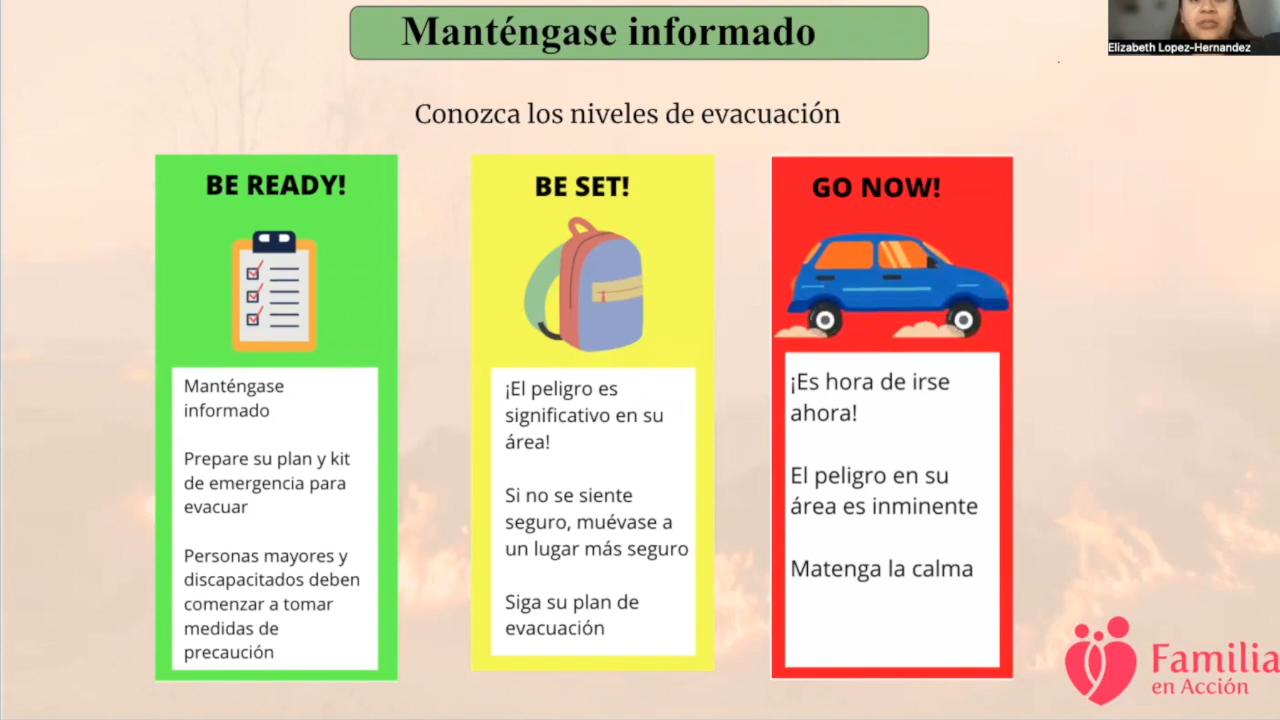 Manténgase informado
Elizabeth Lopez-Hernandez
Conozca los niveles de evacuación
BE READY!
Manténgase
informado
Prepare su plan y kit
de emergencia para
evacuar
Personas mayores y
discapacitados deben
comenzar a tomar
medidas de
precaución
BE SET!
¡El peligro es
significativo en su
área!
Si no se siente
seguro, muévase a
un lugar más seguro
Siga su plan de
evacuación
GO NOW!
¡Es hora de irse
ahora!
El peligro en su
área es inminente
Matenga la calma
Familia
en Acción